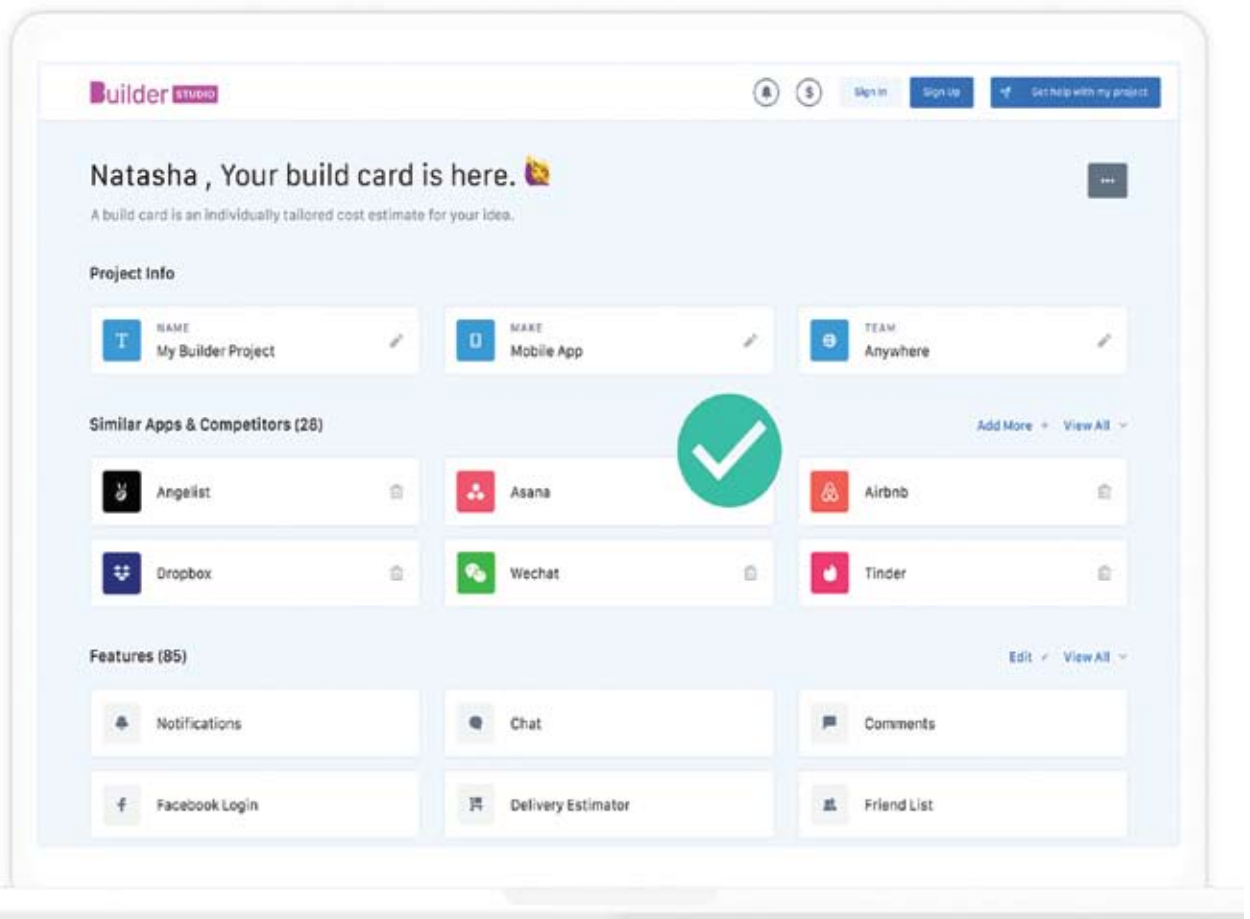 Builder STUDIO
$ Sign In Sign Up Get help with my project
Natasha , Your build card is here.
A build card is an individually tailored cost estimate for your idea.
Project Info
NAME MAKE TEAM
My Builder Project Mobile App Anywhere
Similar Apps & Competitors (28) Add More + View All
Angelist Asana Airbnb
Dropbox Wechat Tinder
Features (85) Edit View All
Notifications Chat Comments
Facebook Login Delivery Estimator Friend List